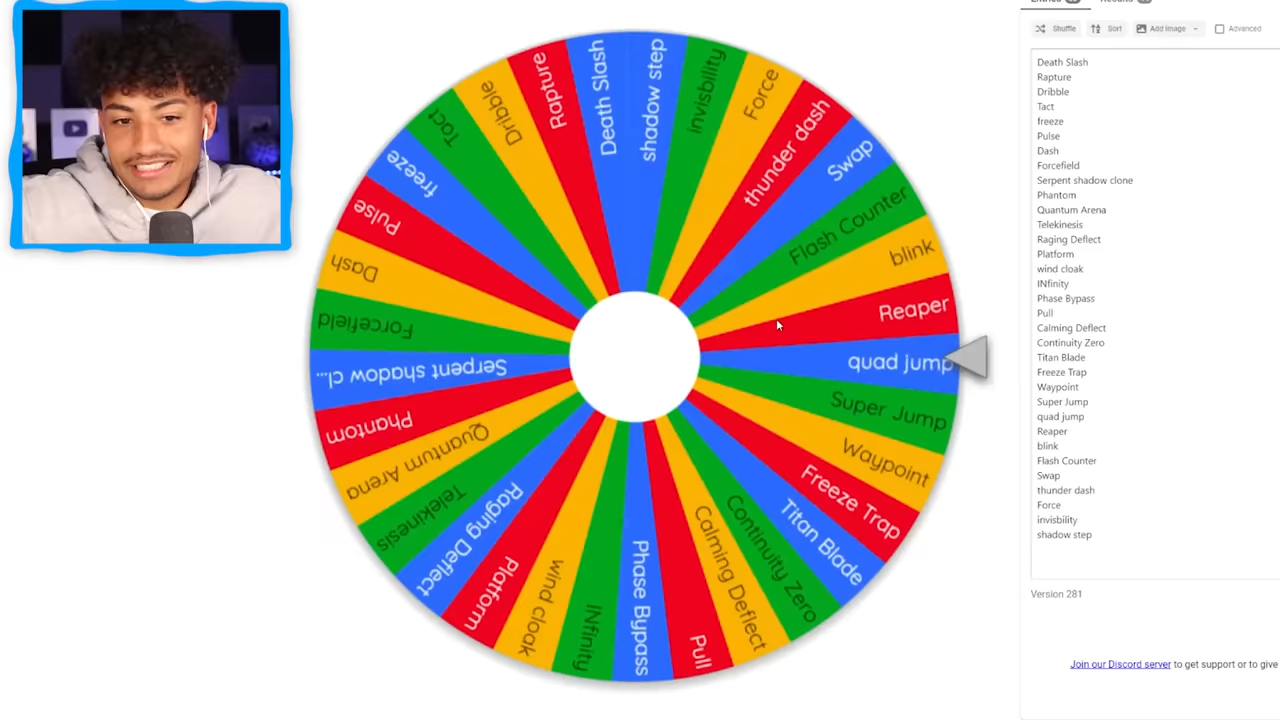 Shuffle
Sort
Add Image
Advanced
Death Slash
Rapture
Dribble
Tact
freeze
Pulse
Dash
Forcefield
Serpent shadow clone
Phantom
Quantum Arena
Telekinesis
Raging Deflect
Platform
wind cloak
INfinity
Phase Bypass
Pull
Calming Deflect
Continuity Zero
Titan Blade
Freeze Trap
Waypoint
Super Jump
quad jump
Reaper
blink
Flash Counter
Swap
thunder dash
Force
invisbility
shadow step
Version 281
Join our Discord server to get support or to give
Death Slash
shadow step
invisbility
Force
thunder dash
Swap
Flash Counter
blink
Reaper
quad jump
Super Jump
Waypoint
Freeze Trap
Titan Blade
Continuity Zero
Calming Deflect
Pull
Phase Bypass
INfinity
wind cloak
Platform
Raging Deflect
Telekinesis
Quantum Arena
Phantom
Serpent shadow cl...
Forcefield
Dash
Pulse
freeze
Tact
Dribble
Rapture